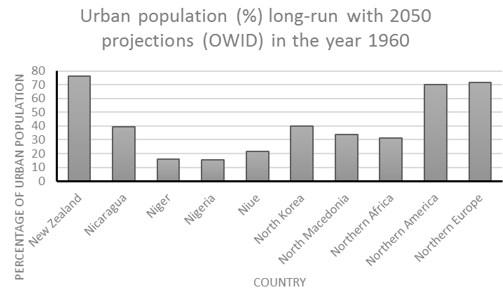 Urban population (%) long-run with 2050
projections (OWID) in the year 1960
PERCENTAGE OF URBAN POPULATION
80
70
60
50
40
30
20
10
0
New Zealand
Nicaragua
Niger
Nigeria
Niue
North Korea
North Macedonia
Northern Africa
Northern America
Northern Europe
COUNTRY